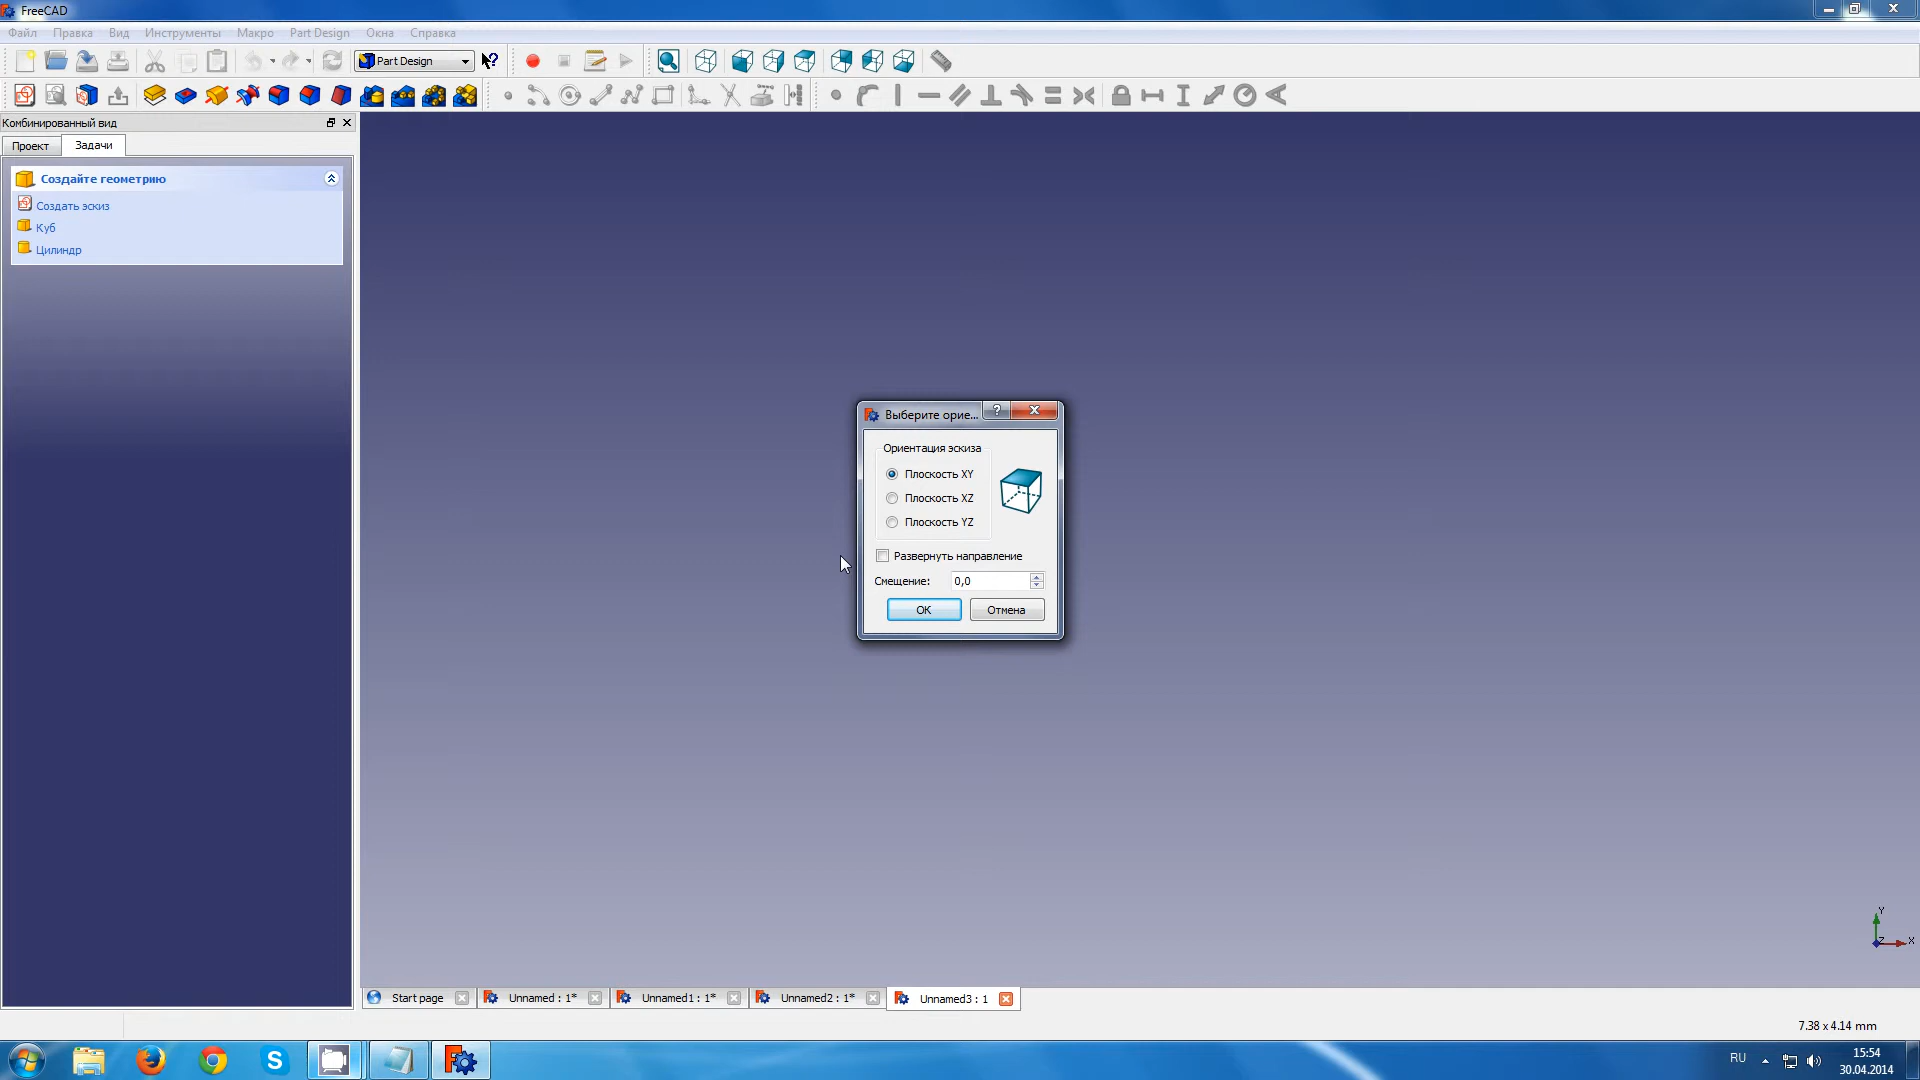 FreeCAD
Файл Правка Вид Инструменты Макро Part Design Окна Справка
Part Design
Комбинированный вид
Проект Задачи
Создайте геометрию
Создать эскиз
Куб
Цилиндр
Выберите орие...
Ориентация эскиза
Плоскость XY
Плоскость XZ
Плоскость YZ
Развернуть направление
Смещение: 0,0
ОК Отмена
Y
Z X
Start page Unnamed : 1* Unnamed1 : 1* Unnamed2 : 1* Unnamed3 : 1
7.38 x 4.14 mm
RU 15:54
30.04.2014